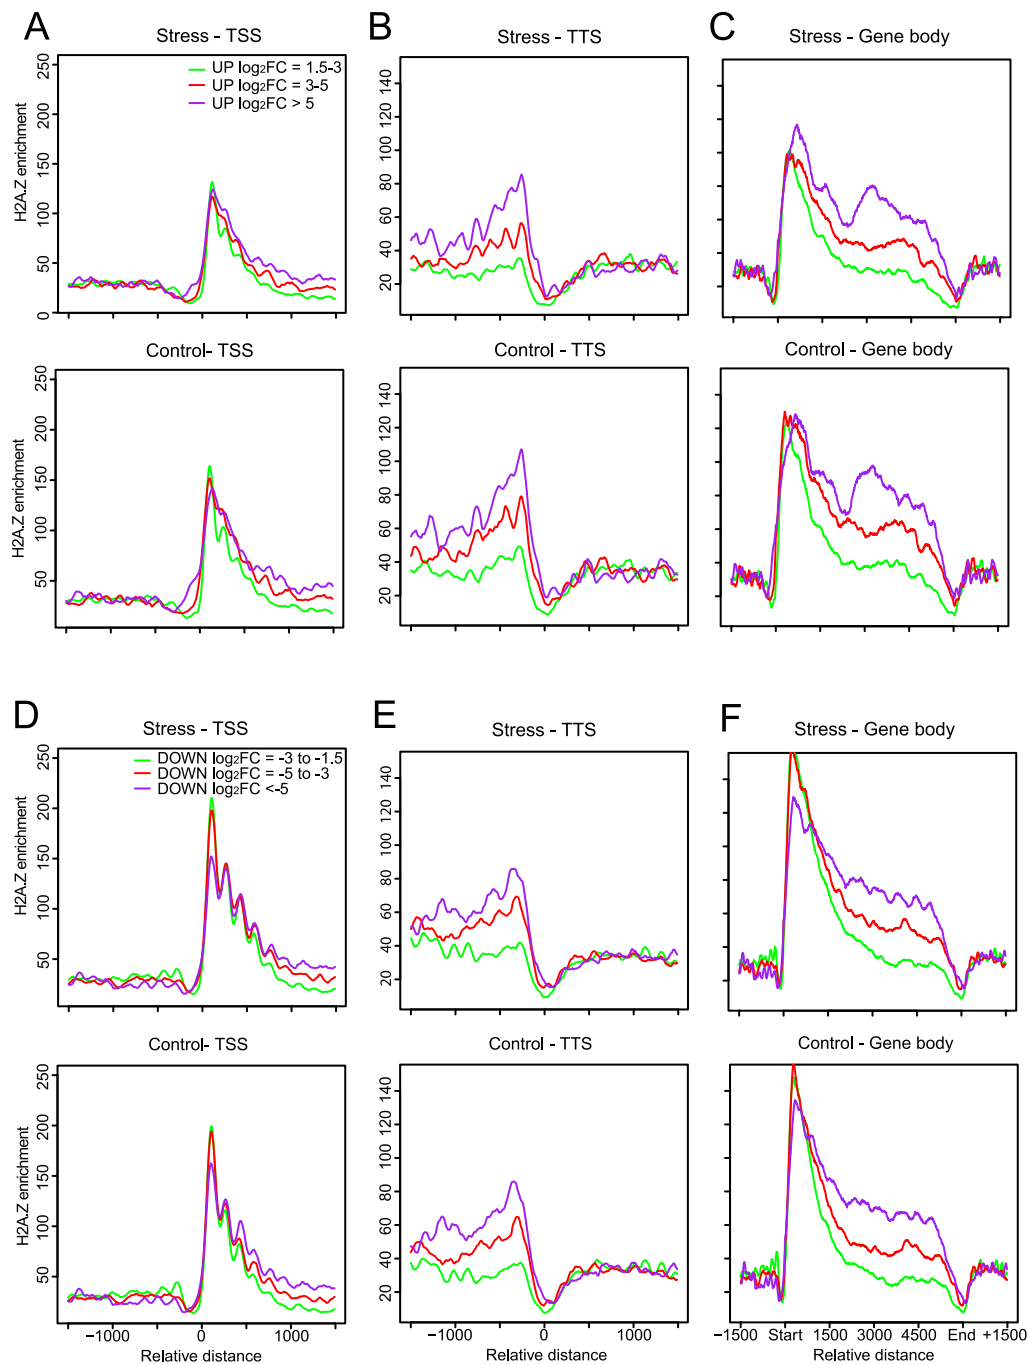 A
Stress - TSS
250
200
150
100
50
0
H2A.Z enrichment
UP log2FC = 1.5-3
UP log2FC = 3-5
UP log2FC > 5
B
Stress - TTS
140
120
100
80
60
40
20
C
Stress - Gene body
Control- TSS
250
200
150
100
50
H2A.Z enrichment
Control - TTS
140
120
100
80
60
40
20
Control - Gene body
D
Stress - TSS
250
200
150
100
50
H2A.Z enrichment
DOWN log2FC = -3 to -1.5
DOWN log2FC = -5 to -3
DOWN log2FC <-5
E
Stress - TTS
140
120
100
80
60
40
20
F
Stress - Gene body
Control- TSS
250
200
150
100
50
H2A.Z enrichment
−1000 0 1000
Relative distance
Control - TTS
140
120
100
80
60
40
20
−1000 0 1000
Relative distance
Control - Gene body
−1500 Start 1500 3000 4500 End +1500
Relative distance